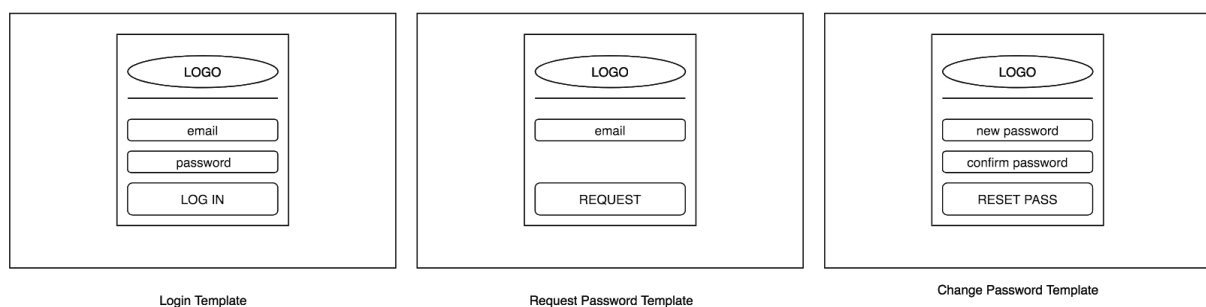 LOGO
email
password
LOG IN
Login Template
LOGO
email
REQUEST
Request Password Template
LOGO
new password
confirm password
RESET PASS
Change Password Template